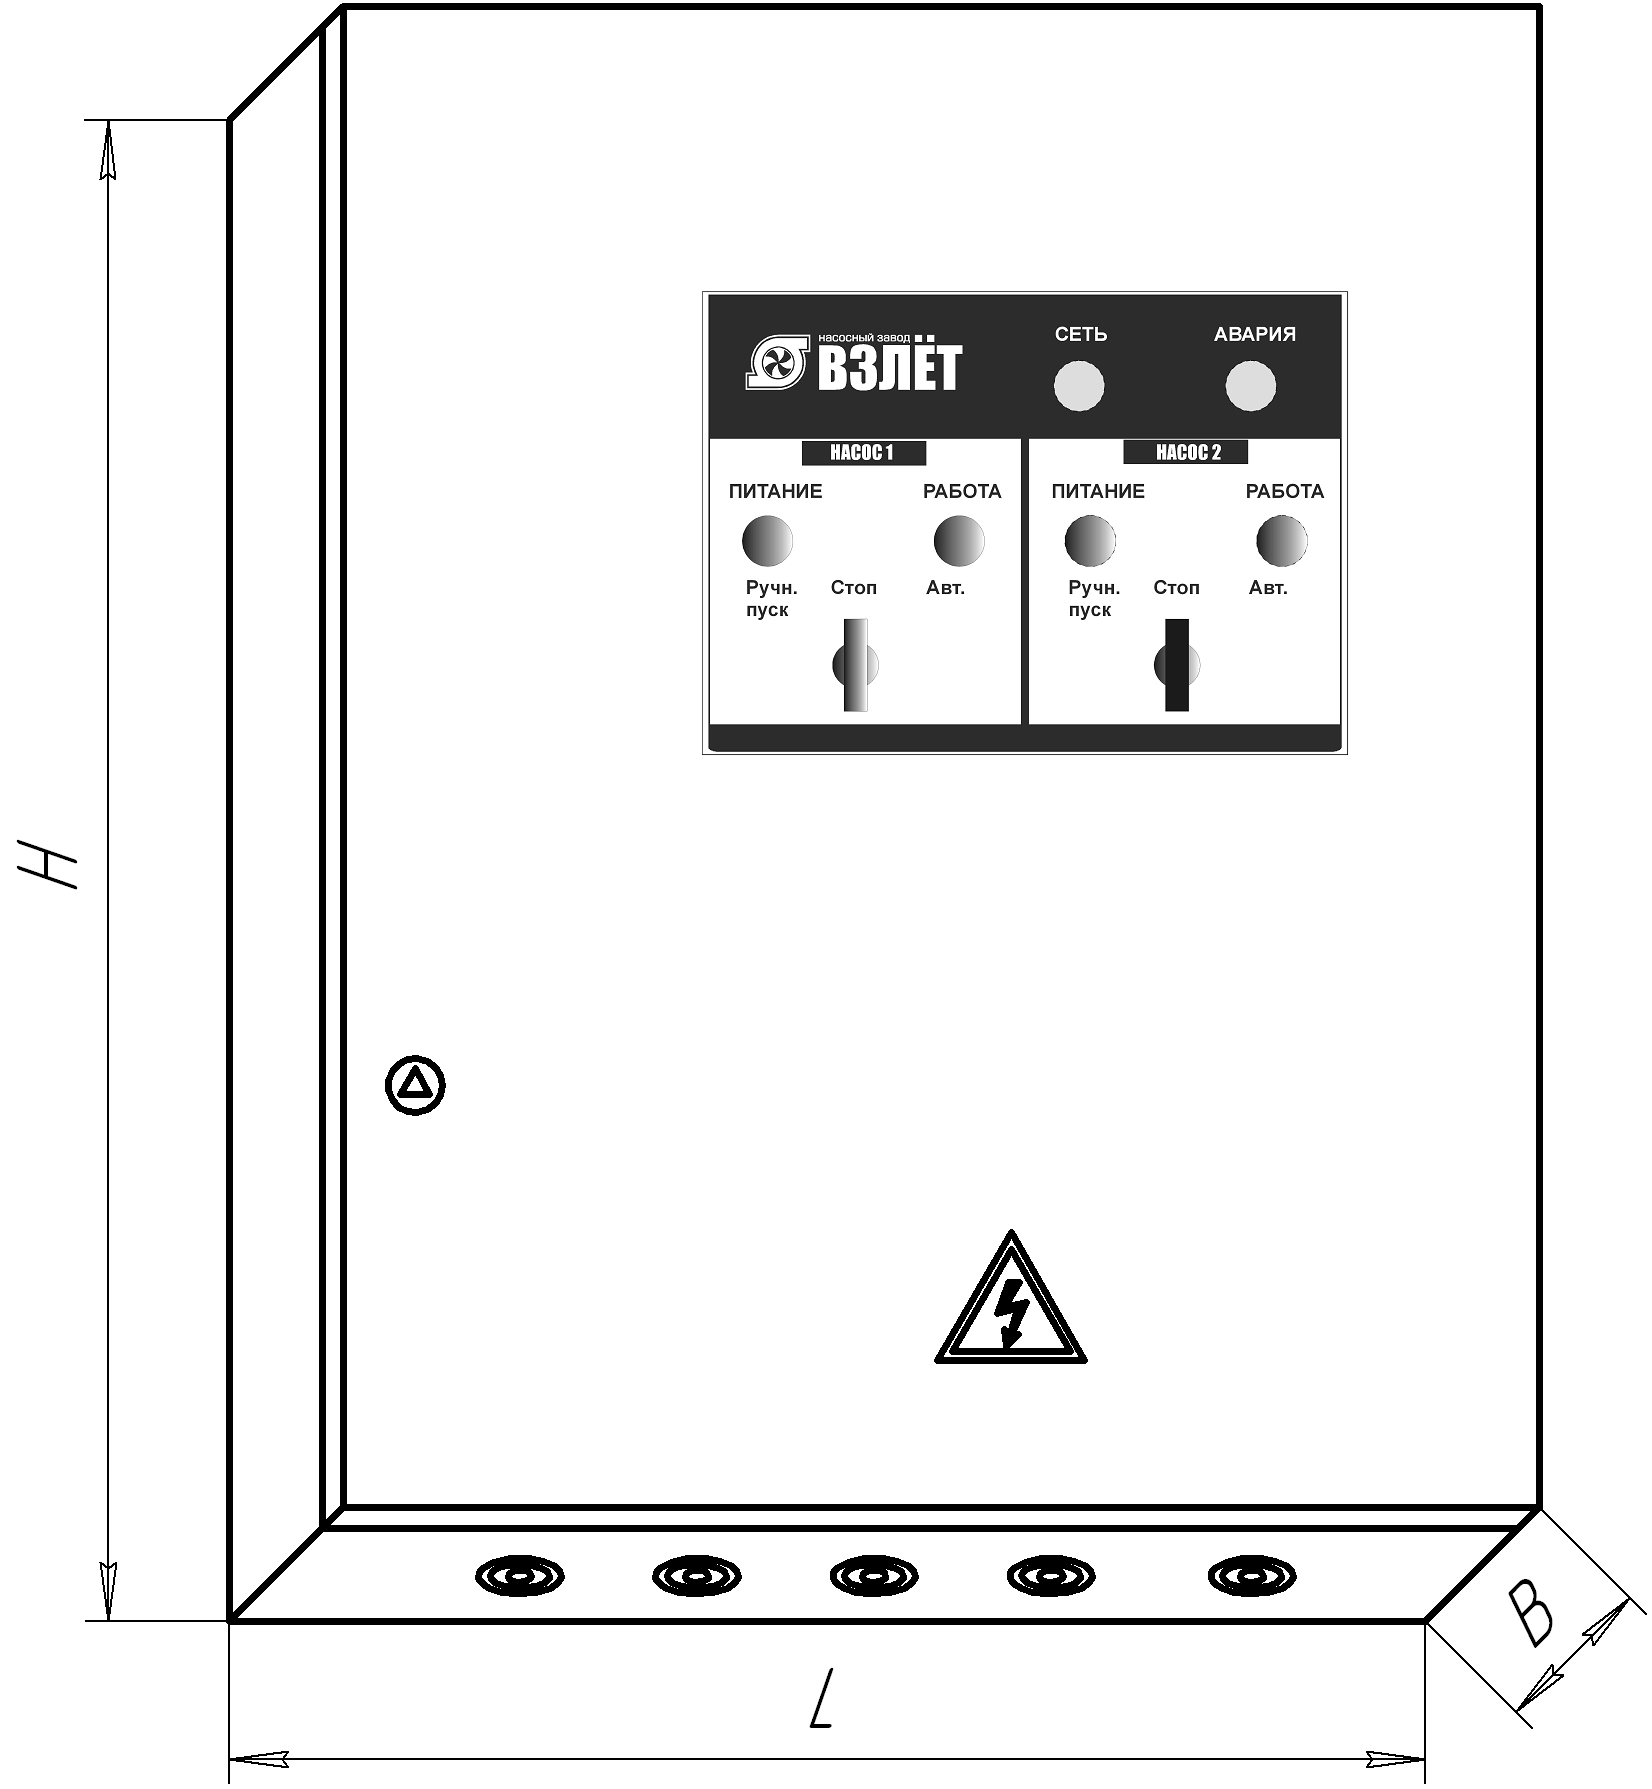 насосный завод
ВЗЛЁТ
СЕТЬ АВАРИЯ
НАСОС 1 НАСОС 2
ПИТАНИЕ РАБОТА ПИТАНИЕ РАБОТА
Ручн. Стоп Авт. Ручн. Стоп Авт.
пуск пуск
H
B
L